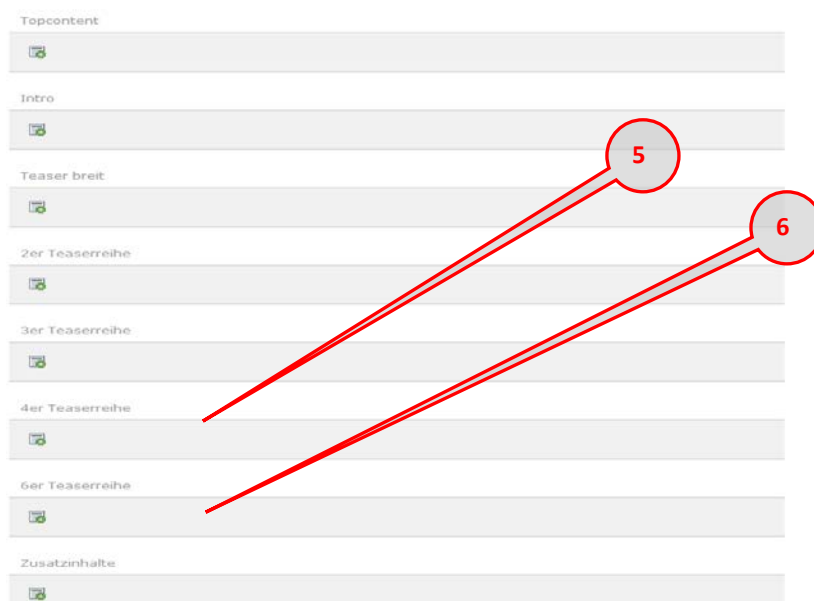 Topcontent
Intro
5
Teaser breit
6
2er Teaserreihe
3er Teaserreihe
4er Teaserreihe
6er Teaserreihe
Zusatzinhalte